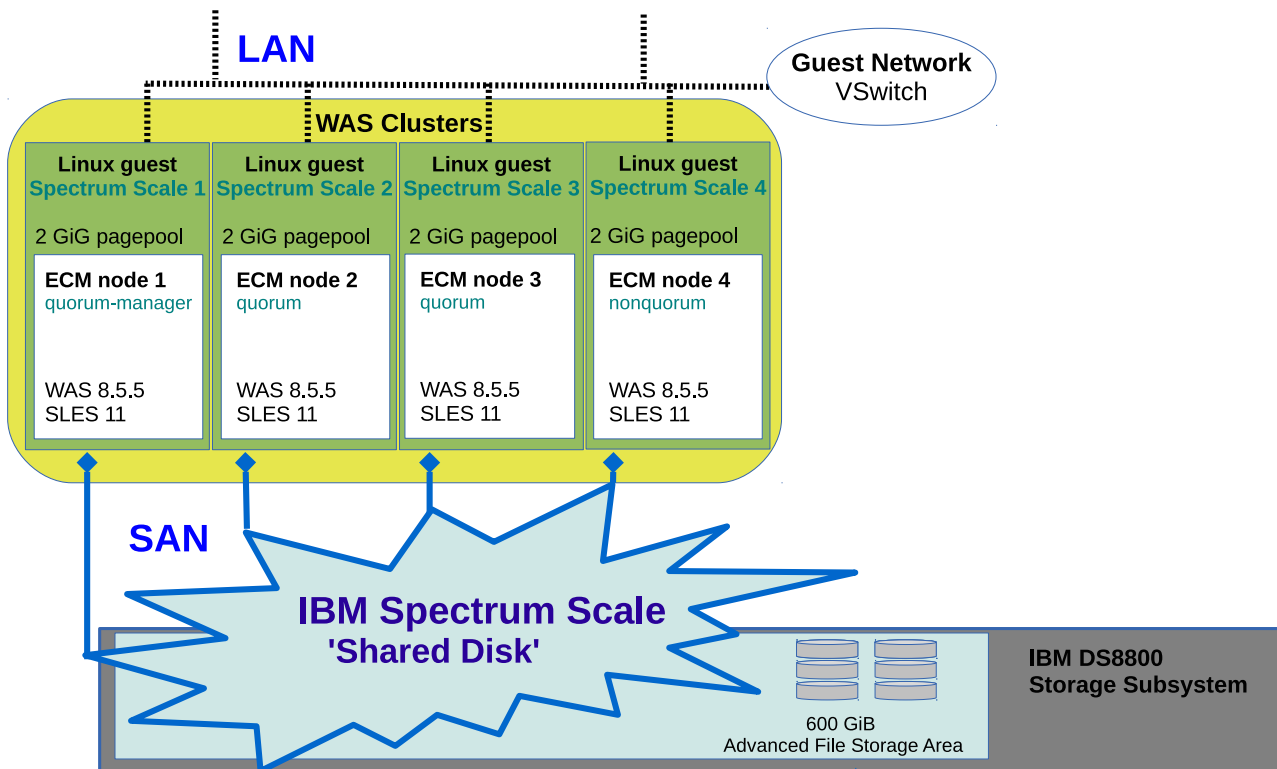 LAN
Guest Network
VSwitch
WAS Clusters
Linux guest
Spectrum Scale 1
2 GiG pagepool
ECM node 1
quorum-manager
WAS 8.5.5
SLES 11
Linux guest
Spectrum Scale 2
2 GiG pagepool
ECM node 2
quorum
WAS 8.5.5
SLES 11
Linux guest
Spectrum Scale 3
2 GiG pagepool
ECM node 3
quorum
WAS 8.5.5
SLES 11
Linux guest
Spectrum Scale 4
2 GiG pagepool
ECM node 4
nonquorum
WAS 8.5.5
SLES 11
SAN
IBM Spectrum Scale
'Shared Disk'
600 GiB
Advanced File Storage Area
IBM DS8800
Storage Subsystem